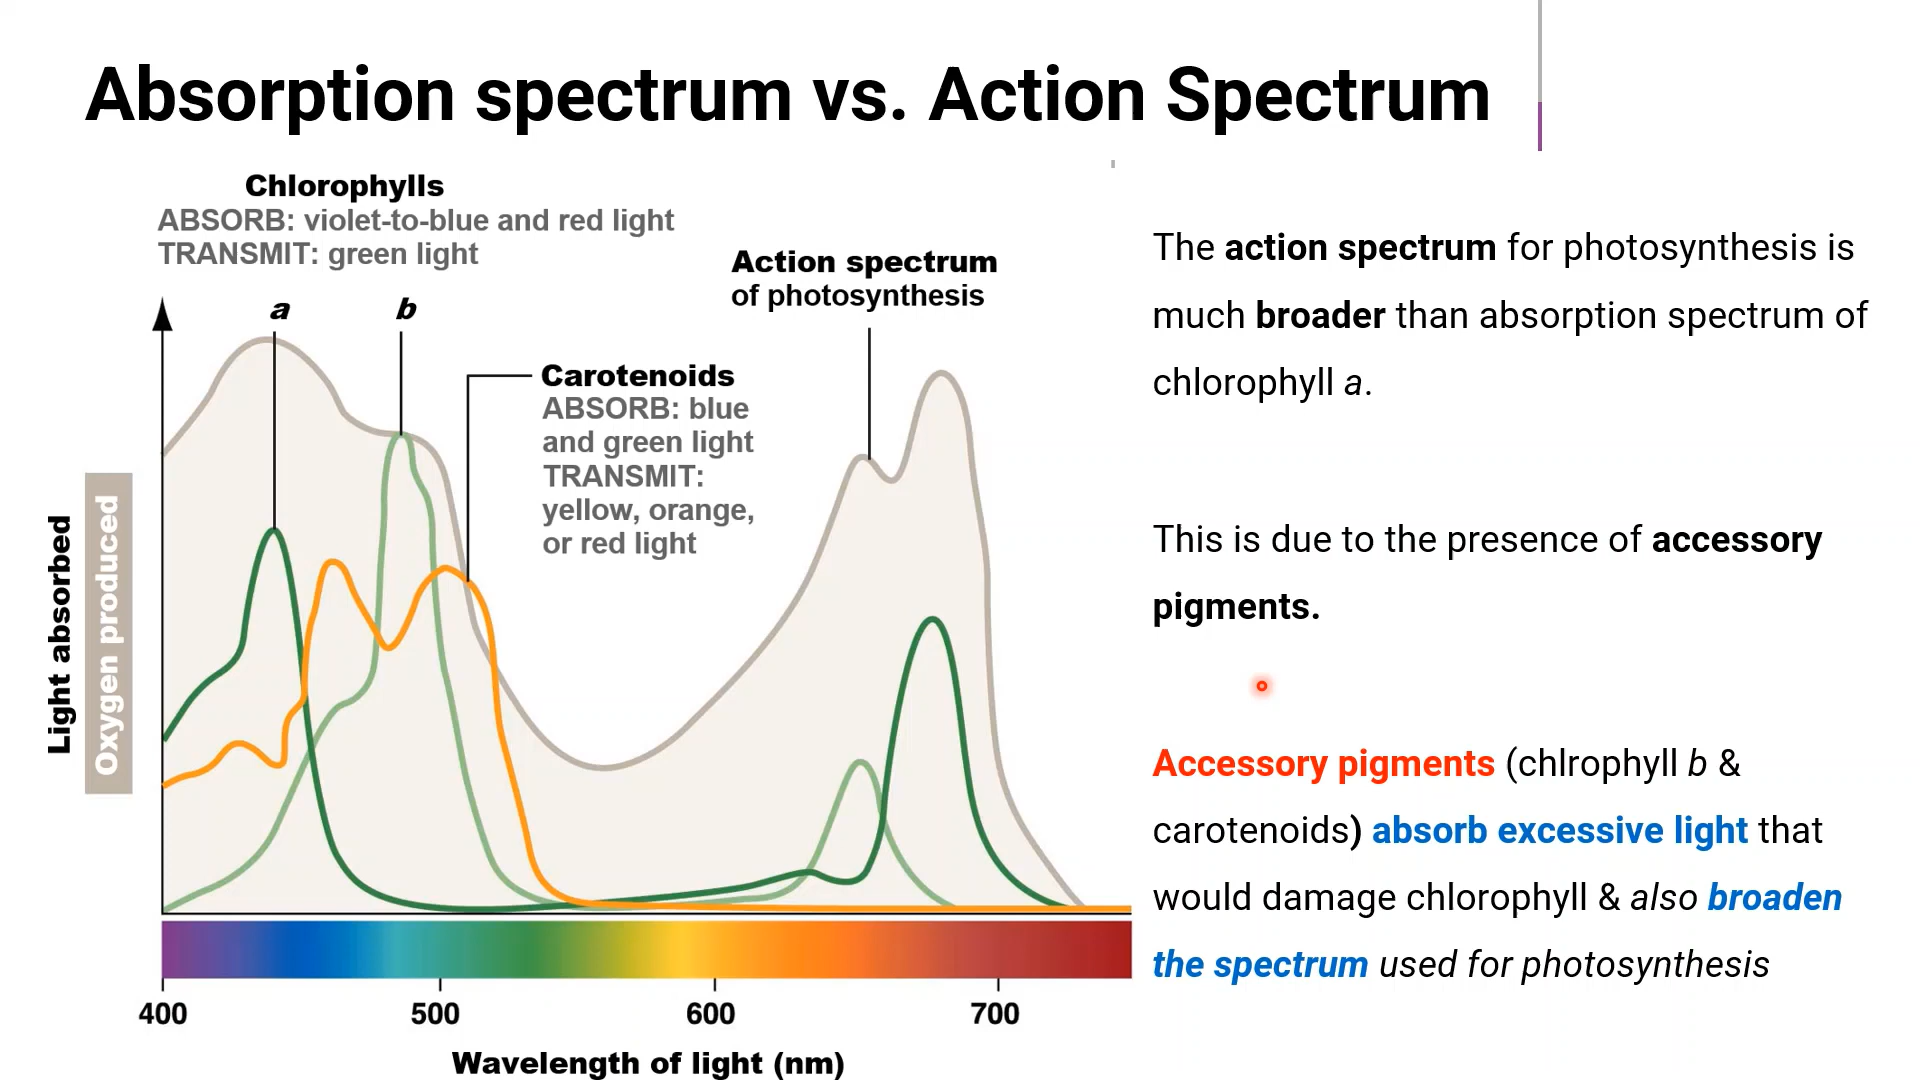 Absorption spectrum vs. Action Spectrum
Chlorophylls
ABSORB: violet-to-blue and red light
TRANSMIT: green light
a
b
Action spectrum
of photosynthesis
Carotenoids
ABSORB: blue
and green light
TRANSMIT:
yellow, orange,
or red light
Light absorbed
Oxygen produced
400
500
600
700
Wavelength of light (nm)
The action spectrum for photosynthesis is
much broader than absorption spectrum of
chlorophyll a.
This is due to the presence of accessory
pigments.
Accessory pigments (chlrophyll b &
carotenoids) absorb excessive light that
would damage chlorophyll & also broaden
the spectrum used for photosynthesis